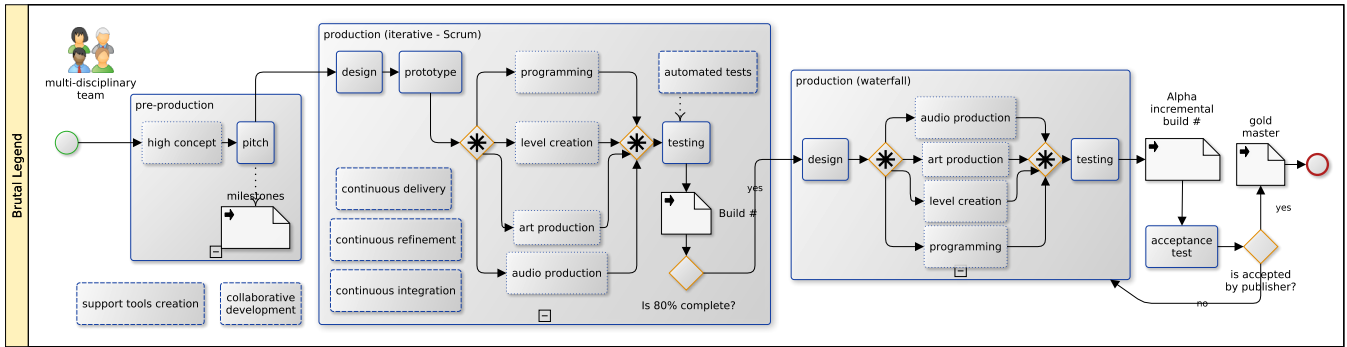 Brutal Legend
multi-disciplinary
team
pre-production
high concept
pitch
milestones
support tools creation
collaborative
development
production (iterative - Scrum)
design
prototype
programming
level creation
art production
audio production
automated tests
testing
continuous delivery
continuous refinement
continuous integration
Build #
Is 80% complete?
yes
production (waterfall)
design
audio production
art production
level creation
programming
testing
Alpha
incremental
build #
acceptance
test
gold
master
yes
is accepted
by publisher?
no